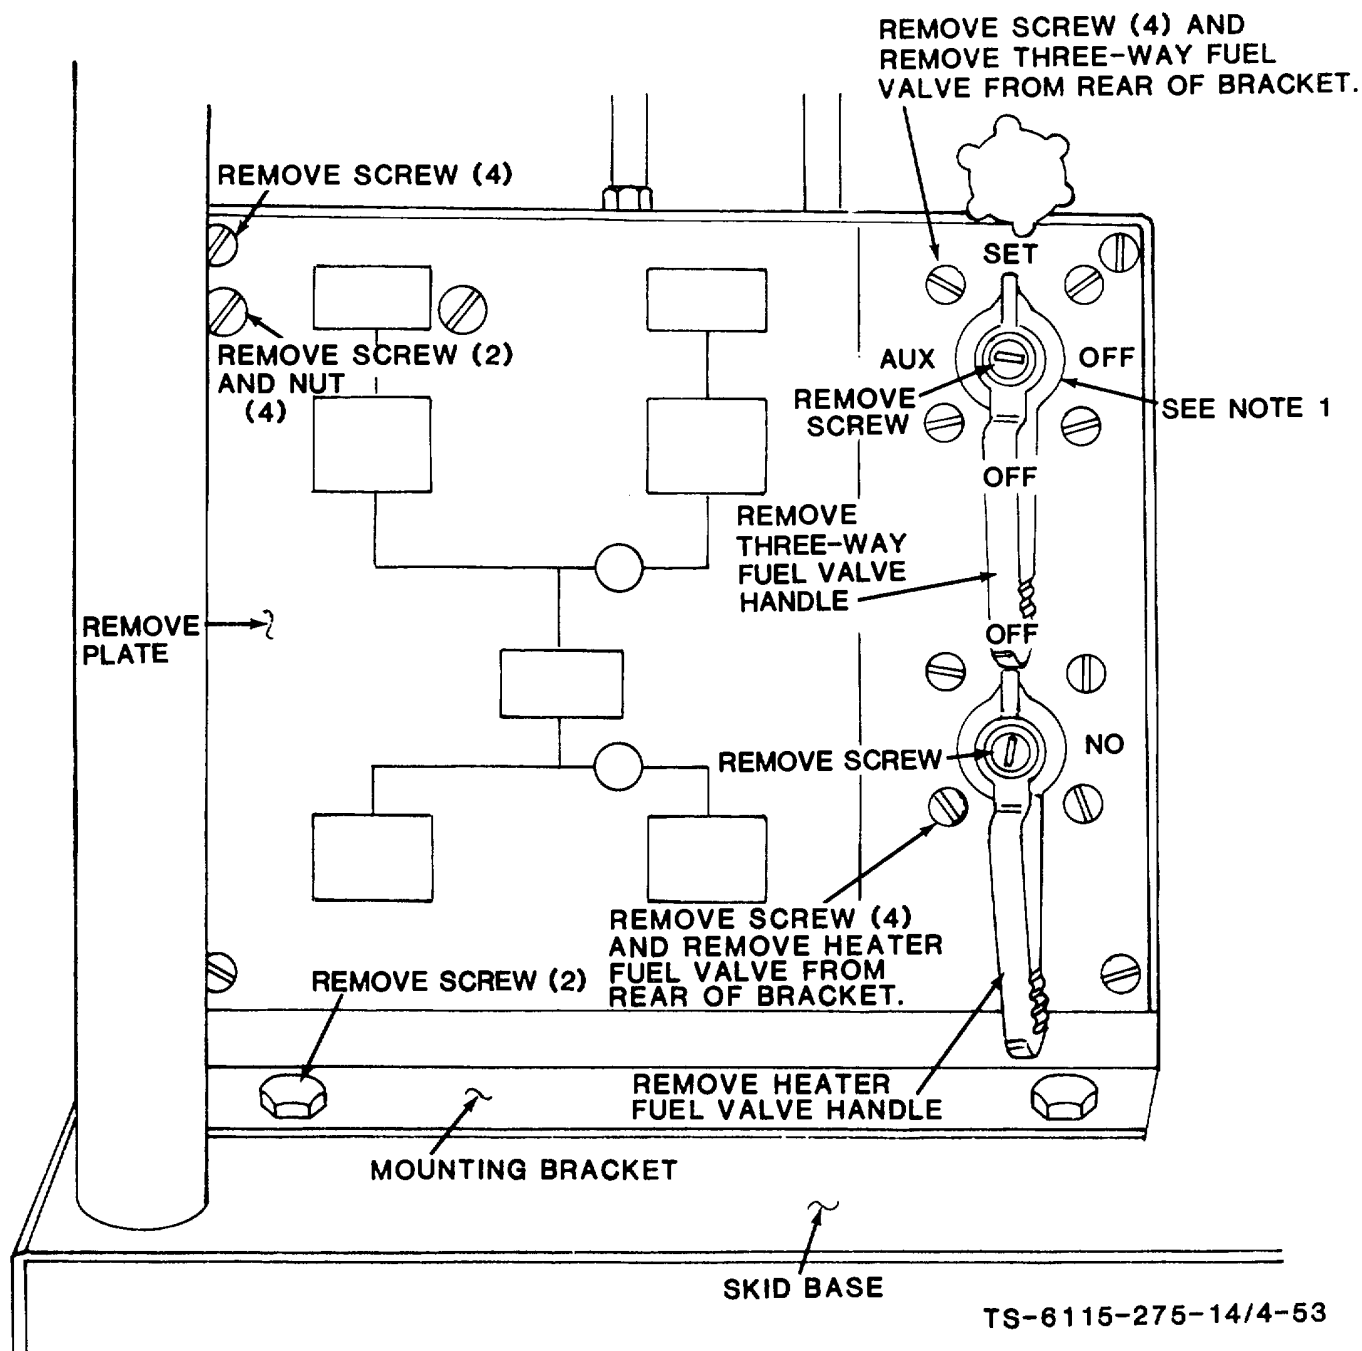 REMOVE SCREW (4) AND
REMOVE THREE-WAY FUEL
VALVE FROM REAR OF BRACKET.
REMOVE SCREW (4)
SET
REMOVE SCREW (2)
AND NUT
(4)
AUX
OFF
REMOVE
SCREW
SEE NOTE 1
OFF
REMOVE
THREE-WAY
FUEL VALVE
HANDLE
REMOVE
PLATE
OFF
NO
REMOVE SCREW
REMOVE SCREW (4)
AND REMOVE HEATER
FUEL VALVE FROM
REAR OF BRACKET.
REMOVE SCREW (2)
REMOVE HEATER
FUEL VALVE HANDLE
MOUNTING BRACKET
SKID BASE
TS-6115-275-14/4-53